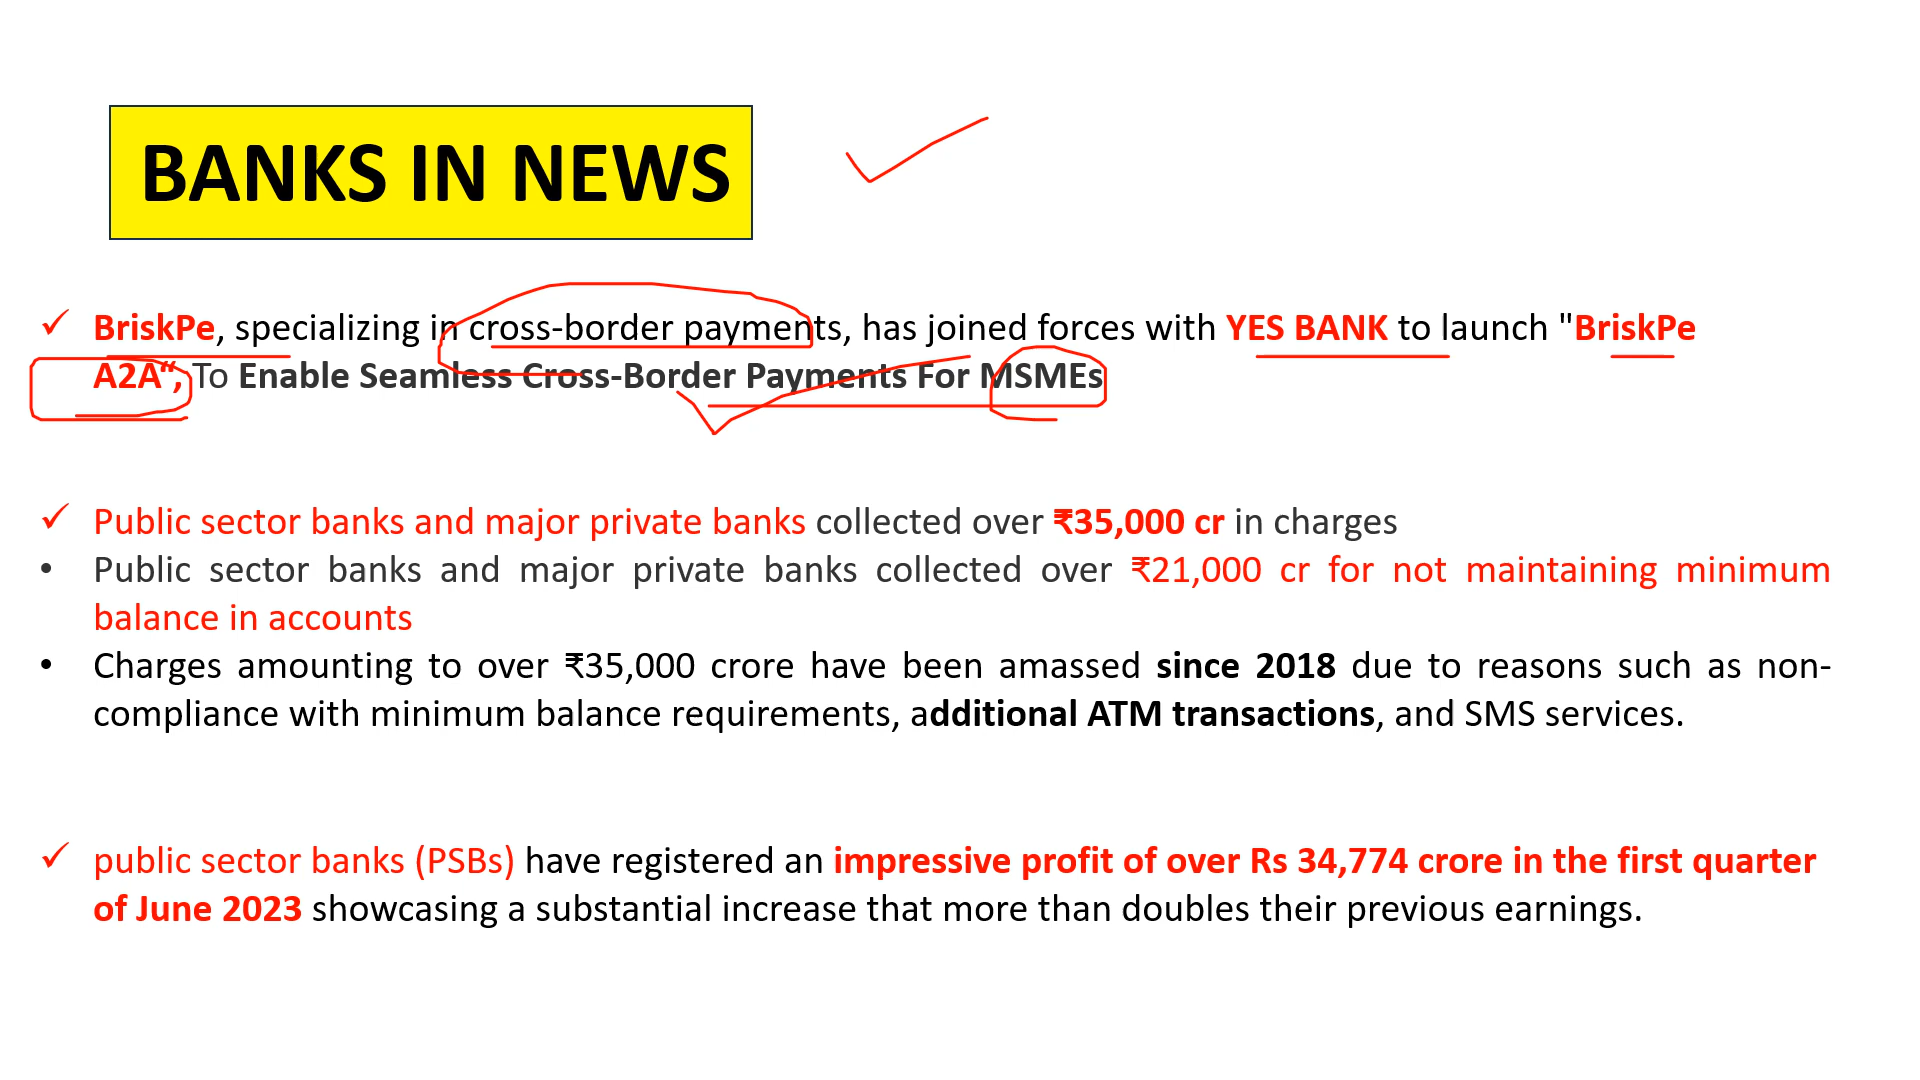 BANKS IN NEWS
✓ BriskPe, specializing in cross-border payments, has joined forces with YES BANK to launch "BriskPe
A2A“, To Enable Seamless Cross-Border Payments For MSMEs
✓ Public sector banks and major private banks collected over ₹35,000 cr in charges
• Public sector banks and major private banks collected over ₹21,000 cr for not maintaining minimum
balance in accounts
• Charges amounting to over ₹35,000 crore have been amassed since 2018 due to reasons such as non-
compliance with minimum balance requirements, additional ATM transactions, and SMS services.
✓ public sector banks (PSBs) have registered an impressive profit of over Rs 34,774 crore in the first quarter
of June 2023 showcasing a substantial increase that more than doubles their previous earnings.